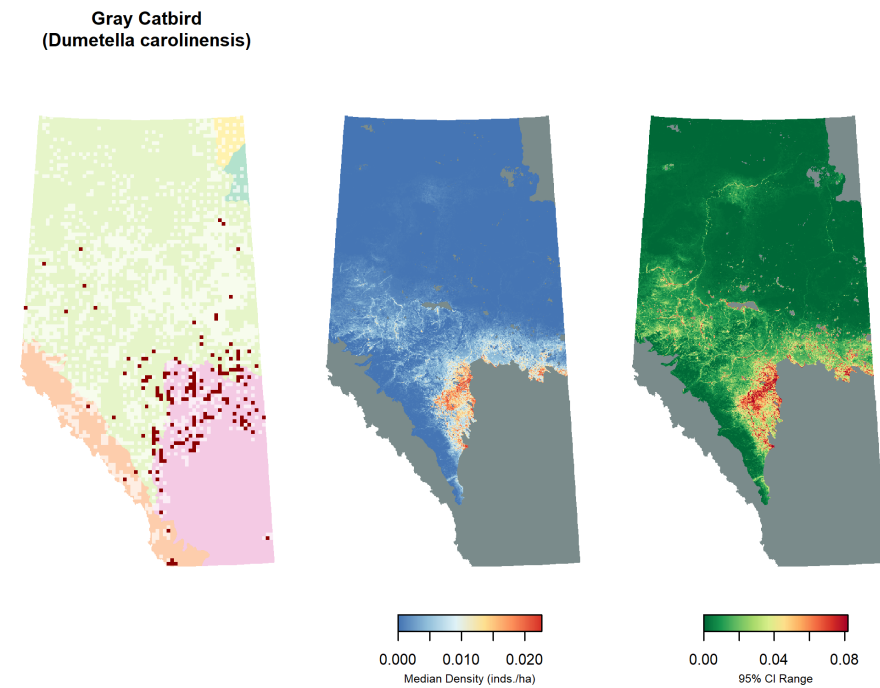 Gray Catbird
(Dumetella carolinensis)
0.000 0.010 0.020
Median Density (inds./ha)
0.00 0.04 0.08
95% CI Range